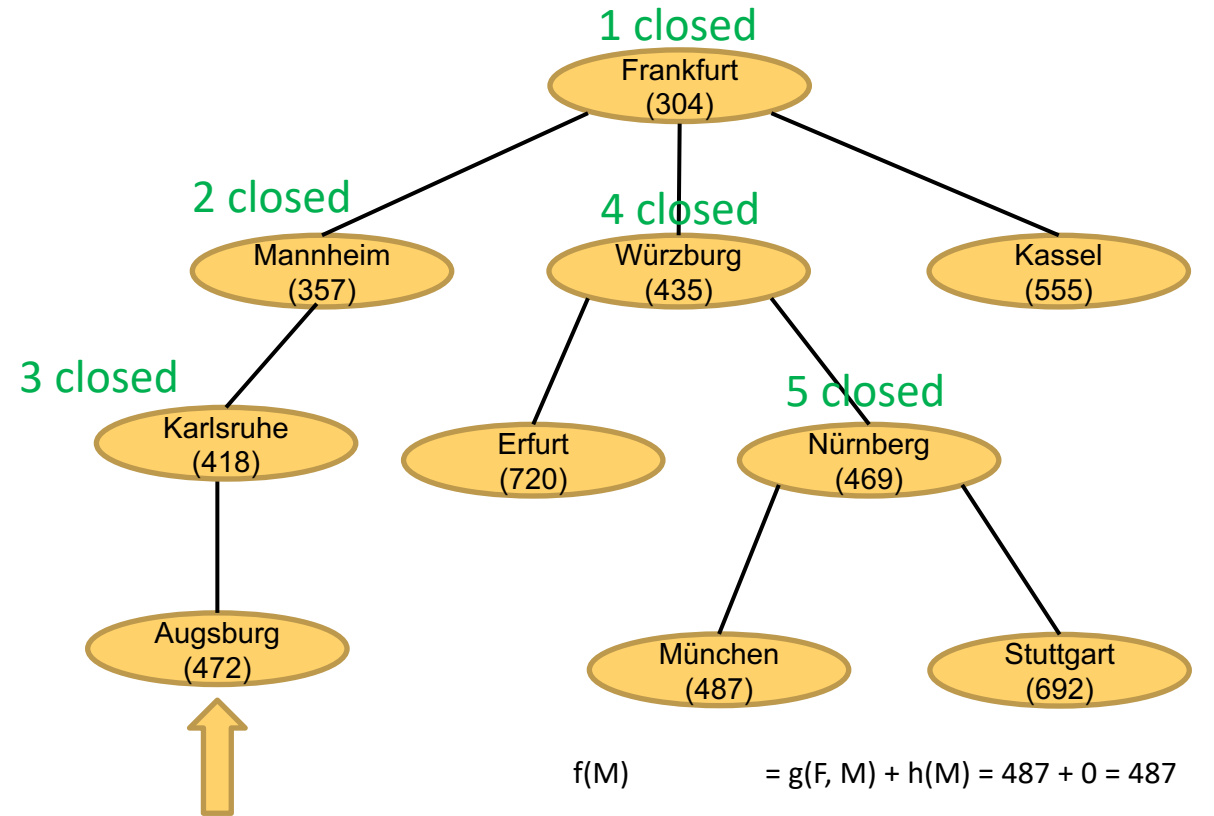 1 closed
Frankfurt
(304)
2 closed
4 closed
Mannheim
(357)
Würzburg
(435)
Kassel
(555)
3 closed
5 closed
Karlsruhe
(418)
Erfurt
(720)
Nürnberg
(469)
Augsburg
(472)
München
(487)
Stuttgart
(692)
f(M) = g(F, M) + h(M) = 487 + 0 = 487